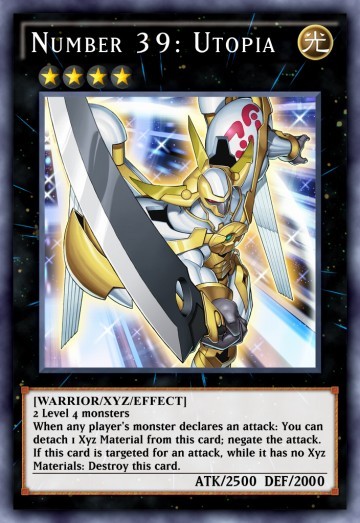 Number 39: Utopia
光
39
[WARRIOR/XYZ/EFFECT]
2 Level 4 monsters
When any player's monster declares an attack: You can
detach 1 Xyz Material from this card; negate the attack.
If this card is targeted for an attack, while it has no Xyz
Materials: Destroy this card.
ATK/2500 DEF/2000